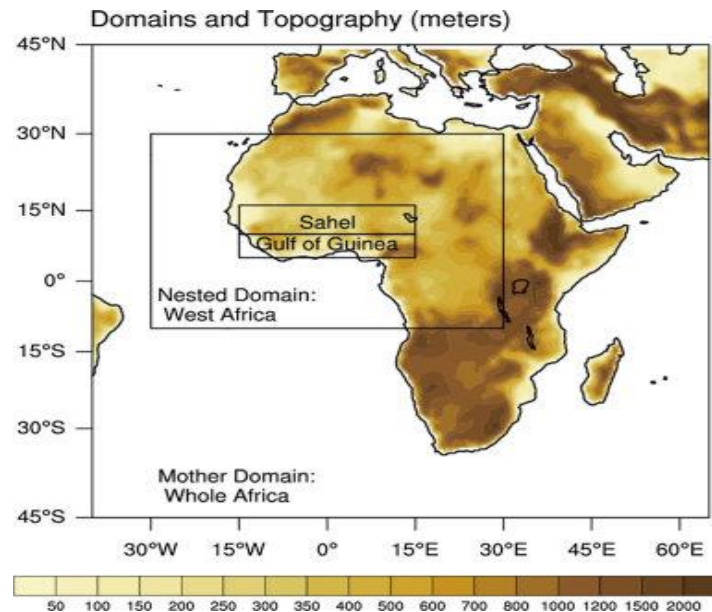 Domains and Topography (meters)
45°N
30°N
15°N
Sahel
Gulf of Guinea
0°
Nested Domain:
West Africa
15°S
30°S
Mother Domain:
Whole Africa
45°S
30°W 15°W 0° 15°E 30°E 45°E 60°E
50 100 150 200 250 300 350 400 500 600 700 800 1000 1200 1500 2000